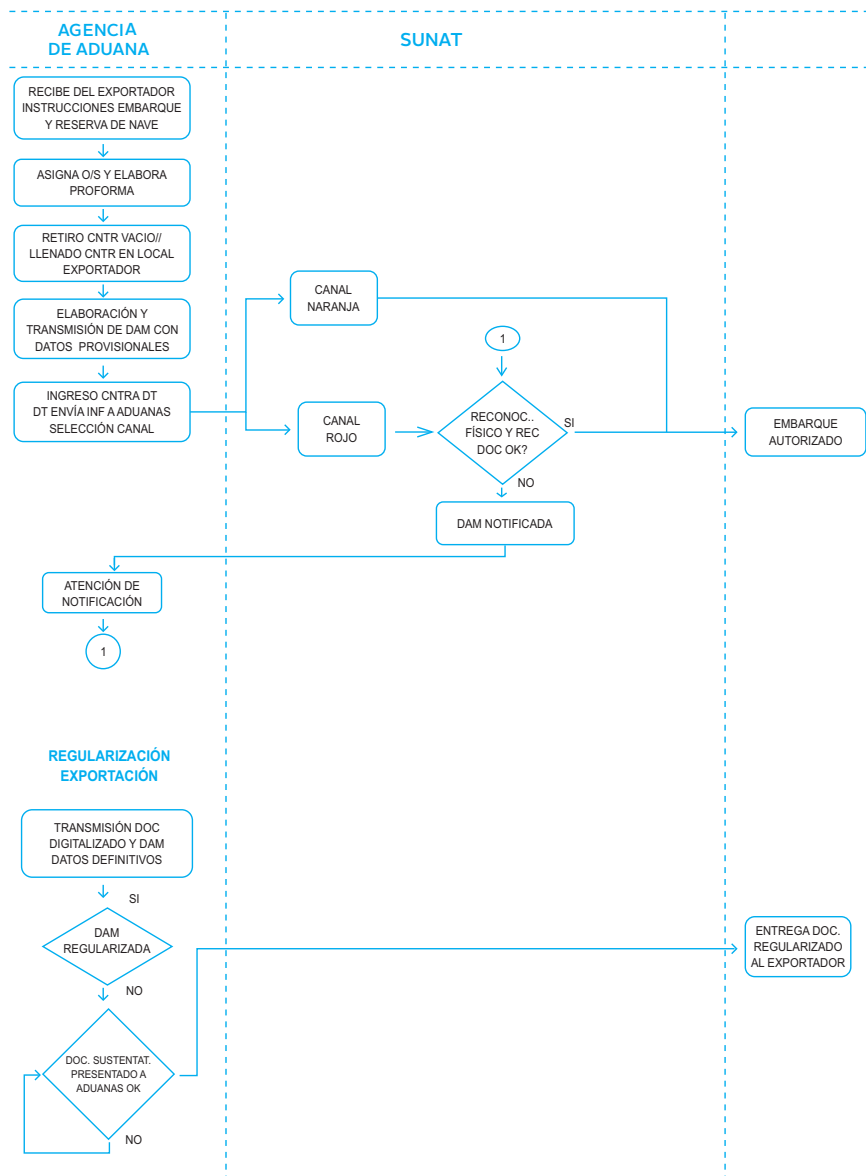 AGENCIA
DE ADUANA
SUNAT
RECIBE DEL EXPORTADOR
INSTRUCCIONES EMBARQUE
Y RESERVA DE NAVE
ASIGNA O/S Y ELABORA
PROFORMA
RETIRO CNTR VACIO//
LLENADO CNTR EN LOCAL
EXPORTADOR
ELABORACIÓN Y
TRANSMISIÓN DE DAM CON
DATOS PROVISIONALES
INGRESO CNTRA DT
DT ENVÍA INF A ADUANAS
SELECCIÓN CANAL
CANAL
NARANJA
1
CANAL
ROJO
RECONOC..
FÍSICO Y REC
DOC OK?
SI
NO
EMBARQUE
AUTORIZADO
DAM NOTIFICADA
ATENCIÓN DE
NOTIFICACIÓN
1
REGULARIZACIÓN
EXPORTACIÓN
TRANSMISIÓN DOC
DIGITALIZADO Y DAM
DATOS DEFINITIVOS
SI
DAM
REGULARIZADA
NO
DOC. SUSTENTAT.
PRESENTADO A
ADUANAS OK
NO
ENTREGA DOC.
REGULARIZADO
AL EXPORTADOR